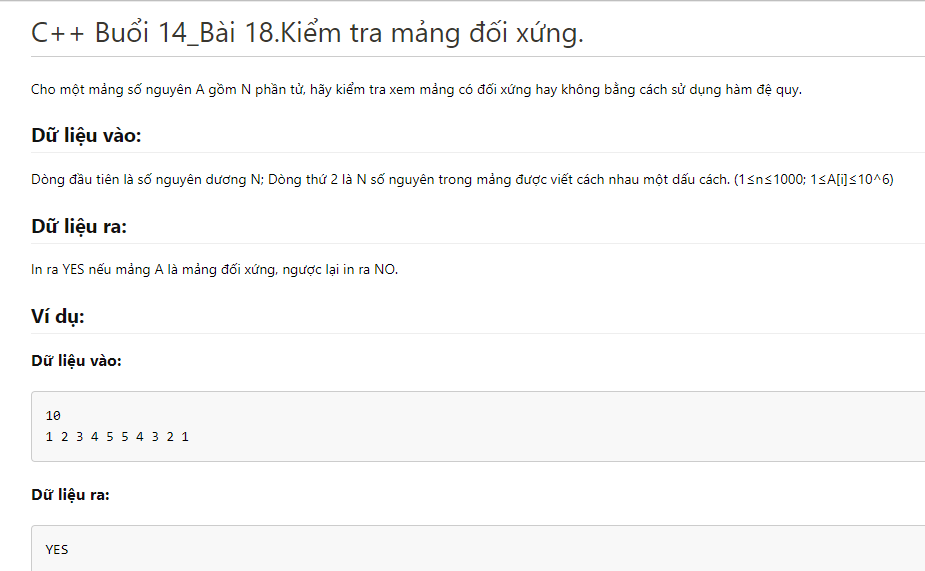 C++ Buổi 14_Bài 18.Kiểm tra mảng đối xứng.
Cho một mảng số nguyên A gồm N phần tử, hãy kiểm tra xem mảng có đối xứng hay không bằng cách sử dụng hàm đệ quy.
Dữ liệu vào:
Dòng đầu tiên là số nguyên dương N; Dòng thứ 2 là N số nguyên trong mảng được viết cách nhau một dấu cách. (1≤n≤1000; 1≤A[i]≤10^6)
Dữ liệu ra:
In ra YES nếu mảng A là mảng đối xứng, ngược lại in ra NO.
Ví dụ:
Dữ liệu vào:
10
1 2 3 4 5 5 4 3 2 1
Dữ liệu ra:
YES